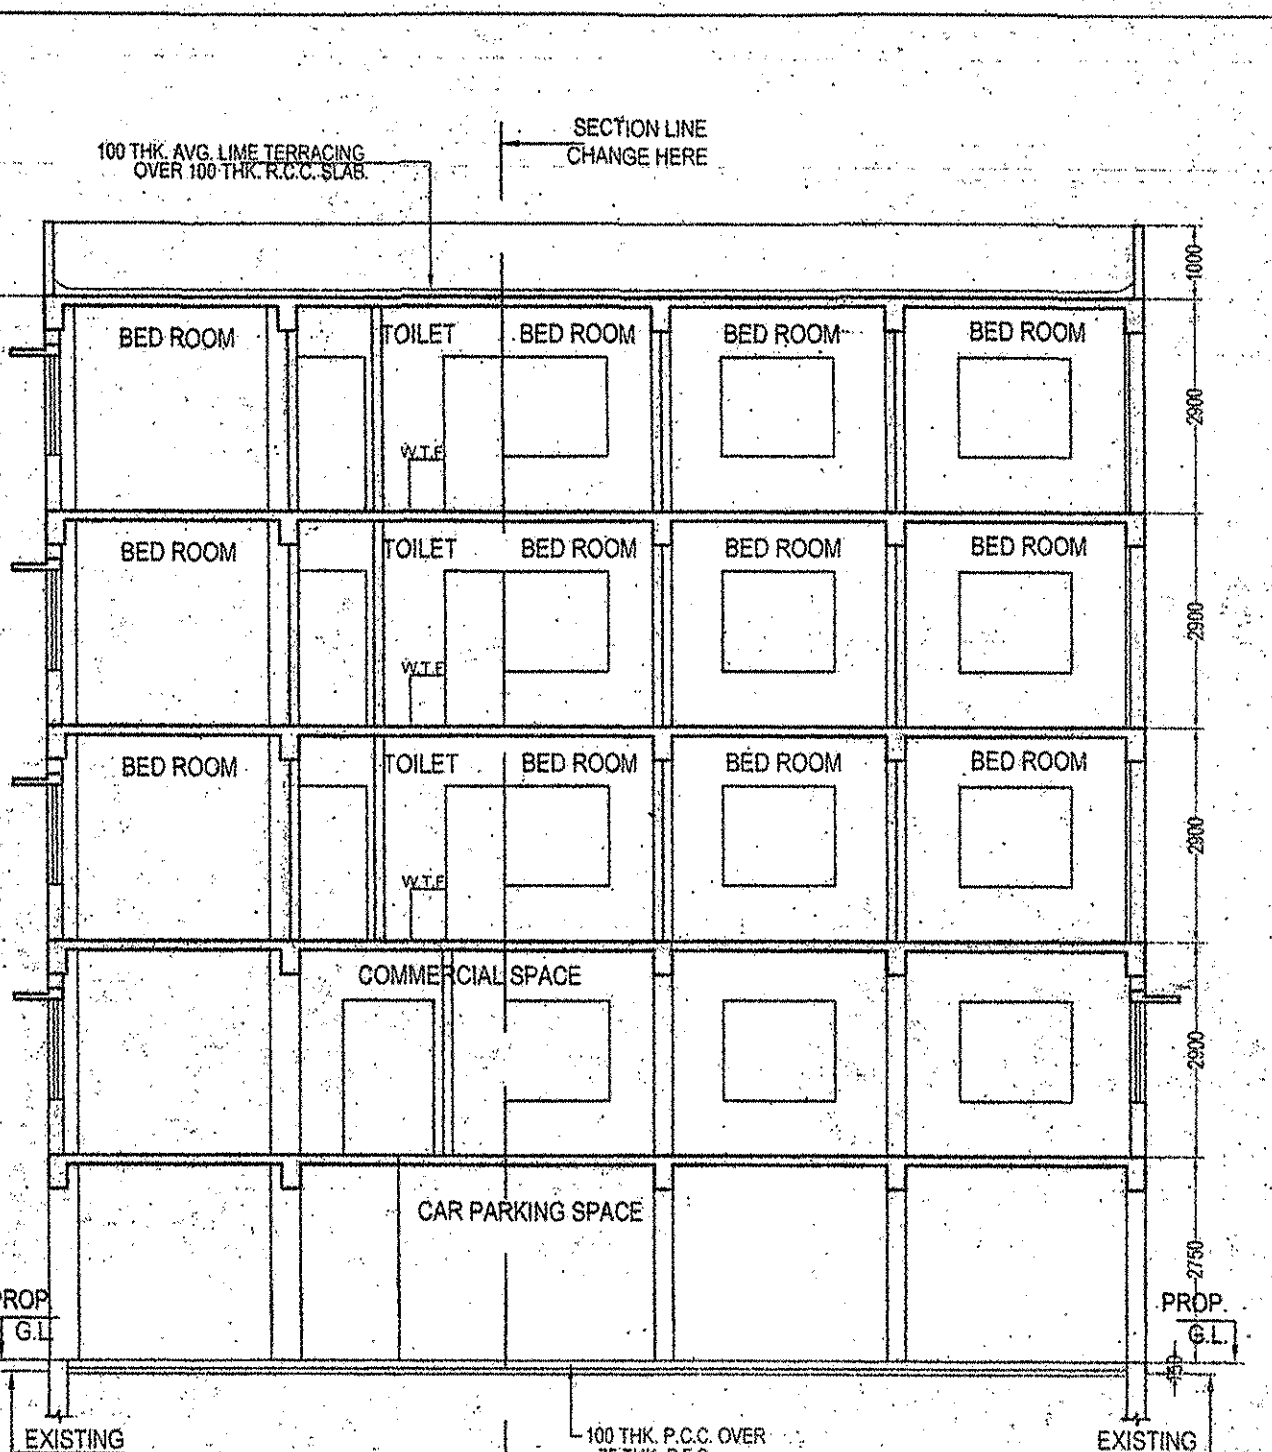 SECTION LINE
CHANGE HERE
100 THK. AVG. LIME TERRACING
OVER 100 THK. R.C.C. SLAB.
1000
BED ROOM TOILET BED ROOM BED ROOM BED ROOM
2900
W.T.F
BED ROOM TOILET BED ROOM BED ROOM BED ROOM
2900
W.T.F
BED ROOM TOILET BED ROOM BED ROOM BED ROOM
2900
W.T.F
COMMERCIAL SPACE
2900
CAR PARKING SPACE
2750
PROP. PROP.
G.L. G.L.
EXISTING 100 THK. P.C.C. OVER EXISTING